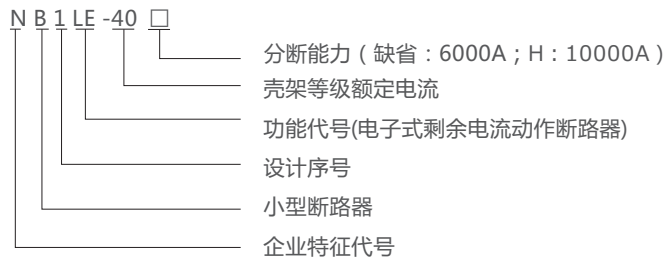 N B 1 LE -40 □
分断能力（缺省：6000A；H：10000A）
壳架等级额定电流
功能代号(电子式剩余电流动作断路器)
设计序号
小型断路器
企业特征代号